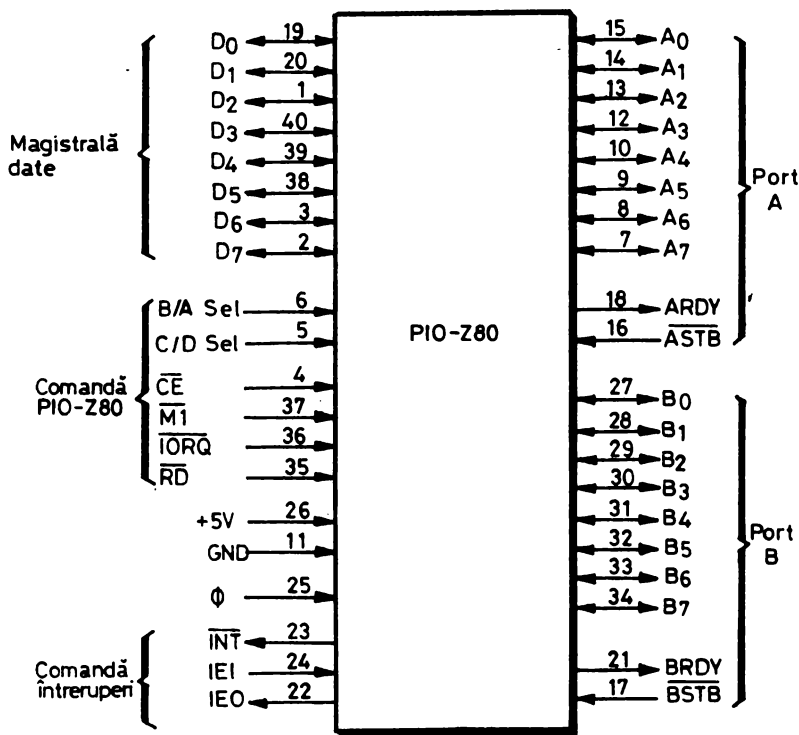 Magistrală
date
D0 19
D1 20
D2 1
D3 40
D4 39
D5 38
D6 3
D7 2
Comandă
PIO-Z80
B/A Sel 6
C/D Sel 5
CE 4
M1 37
IORQ 36
RD 35
+5V 26
GND 11
Φ 25
Comandă
întreruperi
INT 23
IEI 24
IEO 22
PIO-Z80
15 A0
14 A1
13 A2
12 A3
10 A4
9 A5
8 A6
7 A7
18 ARDY
16 ASTB
Port
A
27 B0
28 B1
29 B2
30 B3
31 B4
32 B5
33 B6
34 B7
21 BRDY
17 BSTB
Port
B